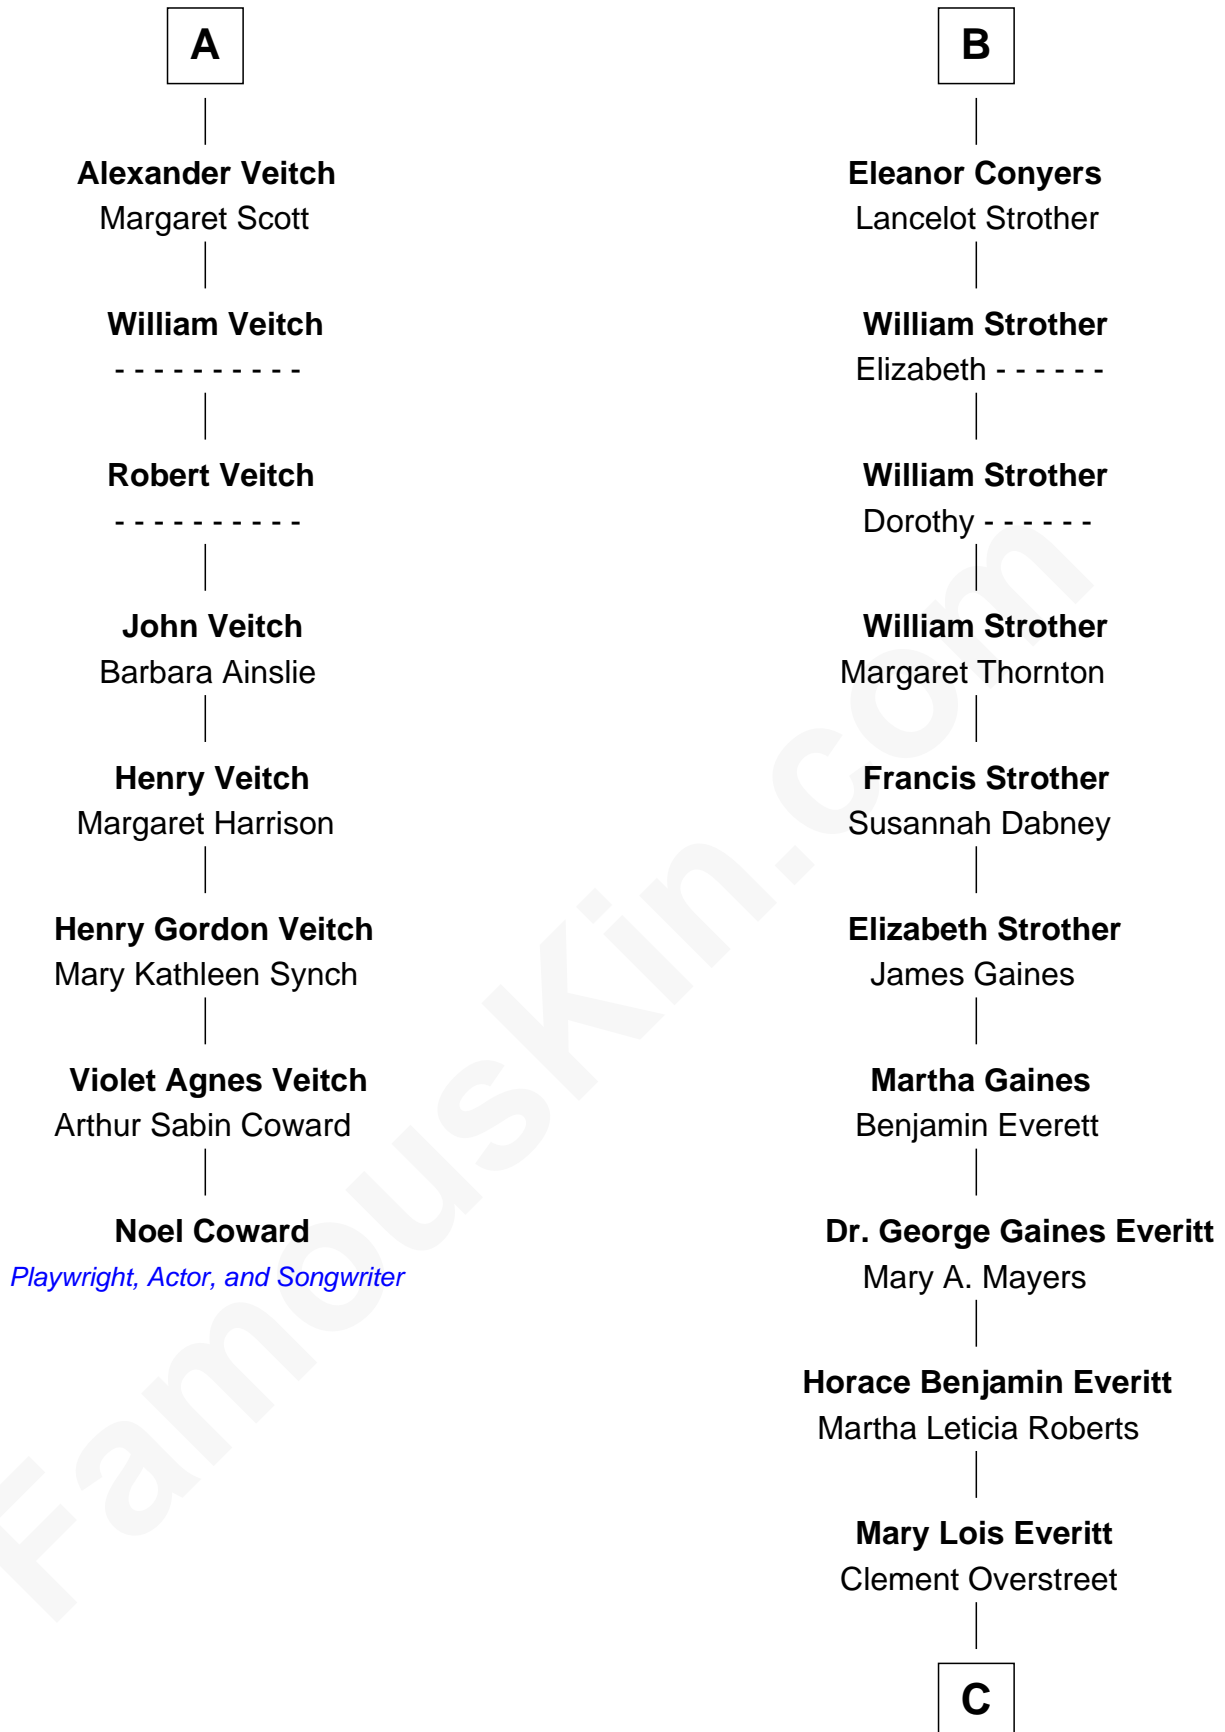 A
Alexander Veitch
Margaret Scott
William Veitch
- - - - - - - - - -
Robert Veitch
- - - - - - - - - -
John Veitch
Barbara Ainslie
Henry Veitch
Margaret Harrison
Henry Gordon Veitch
Mary Kathleen Synch
Violet Agnes Veitch
Arthur Sabin Coward
Noel Coward
Playwright, Actor, and Songwriter
B
Eleanor Conyers
Lancelot Strother
William Strother
Elizabeth - - - - - -
William Strother
Dorothy - - - - - -
William Strother
Margaret Thornton
Francis Strother
Susannah Dabney
Elizabeth Strother
James Gaines
Martha Gaines
Benjamin Everett
Dr. George Gaines Everitt
Mary A. Mayers
Horace Benjamin Everitt
Martha Leticia Roberts
Mary Lois Everitt
Clement Overstreet
C
FamousKin.com